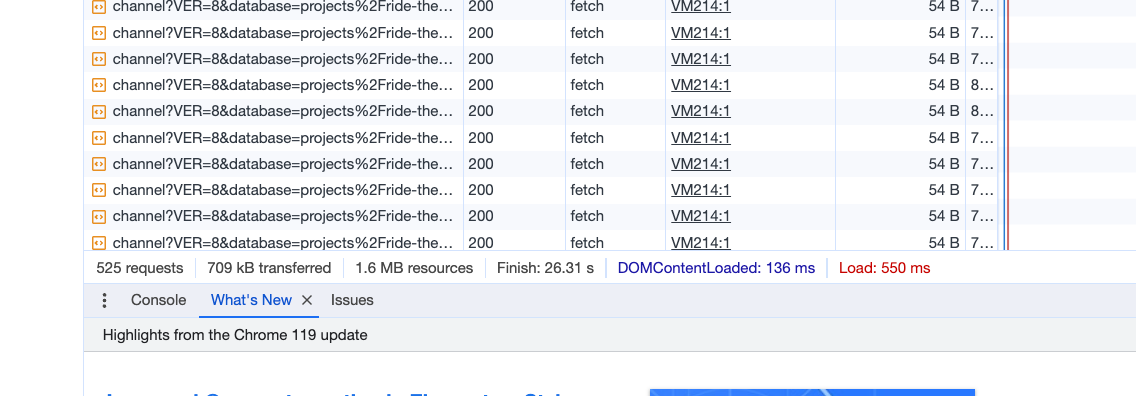 channel?VER=8&database=projects%2Fride-the... 200 fetch VM214:1 54 B 7...
channel?VER=8&database=projects%2Fride-the... 200 fetch VM214:1 54 B 7...
channel?VER=8&database=projects%2Fride-the... 200 fetch VM214:1 54 B 7...
channel?VER=8&database=projects%2Fride-the... 200 fetch VM214:1 54 B 8...
channel?VER=8&database=projects%2Fride-the... 200 fetch VM214:1 54 B 8...
channel?VER=8&database=projects%2Fride-the... 200 fetch VM214:1 54 B 7...
channel?VER=8&database=projects%2Fride-the... 200 fetch VM214:1 54 B 7...
channel?VER=8&database=projects%2Fride-the... 200 fetch VM214:1 54 B 7...
channel?VER=8&database=projects%2Fride-the... 200 fetch VM214:1 54 B 7...
channel?VER=8&database=projects%2Fride-the... 200 fetch VM214:1 54 B 7...
525 requests 709 kB transferred 1.6 MB resources Finish: 26.31 s DOMContentLoaded: 136 ms Load: 550 ms
Console What's New × Issues
Highlights from the Chrome 119 update